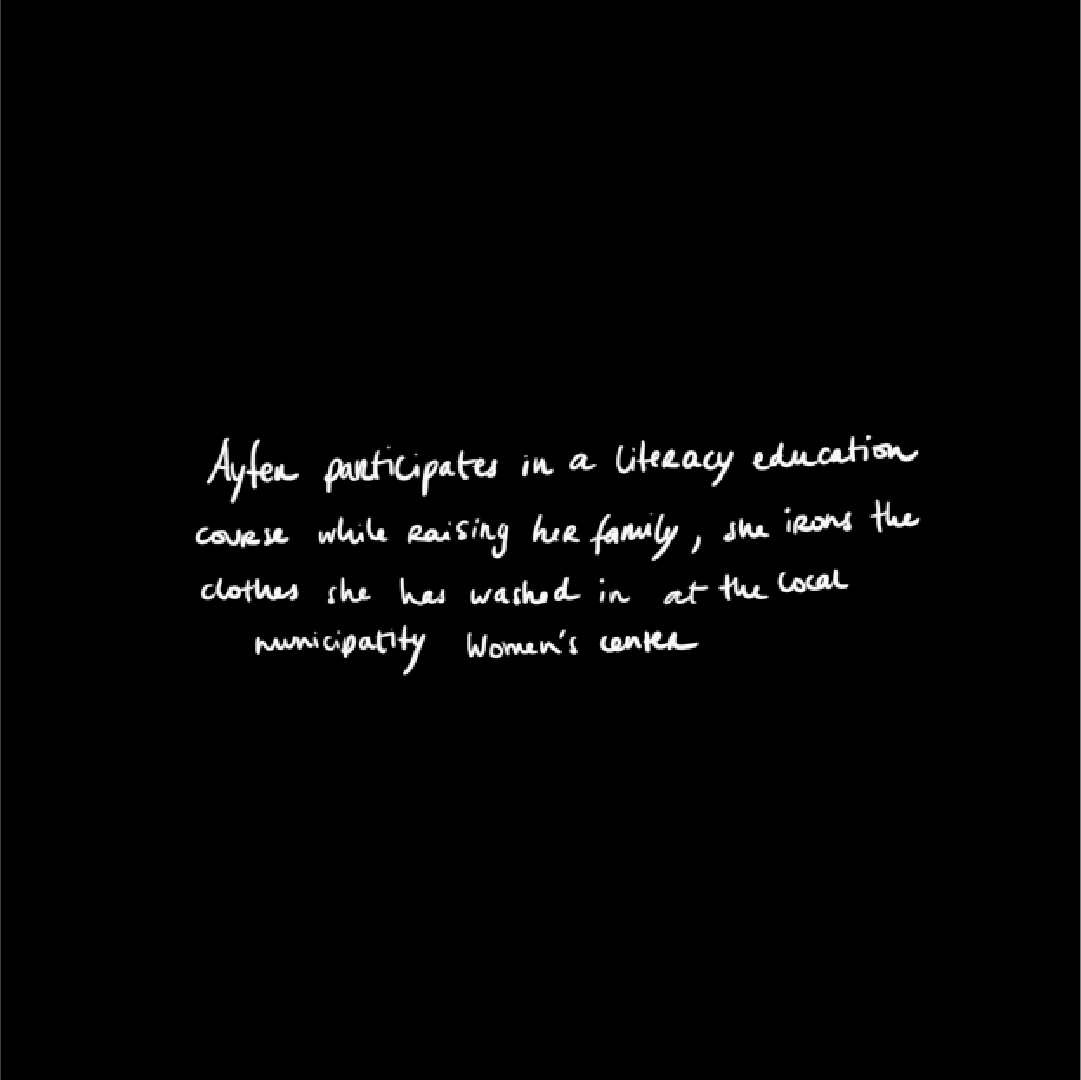 Ayfer participates in a literacy education
course while raising her family, she irons the
clothes she has washed in at the local
municipatity Women's center